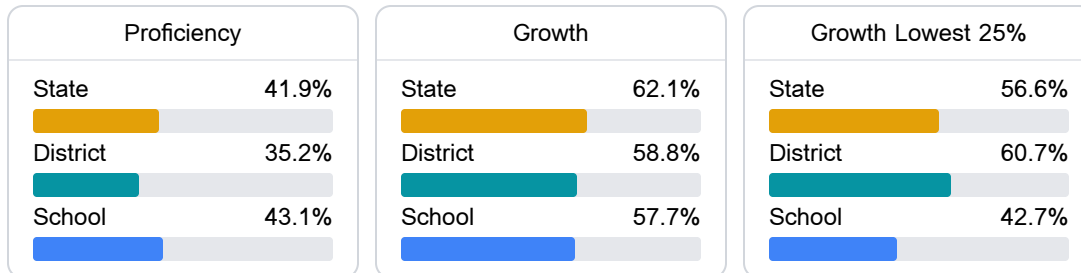 Proficiency
State 41.9%
District 35.2%
School 43.1%
Growth
State 62.1%
District 58.8%
School 57.7%
Growth Lowest 25%
State 56.6%
District 60.7%
School 42.7%